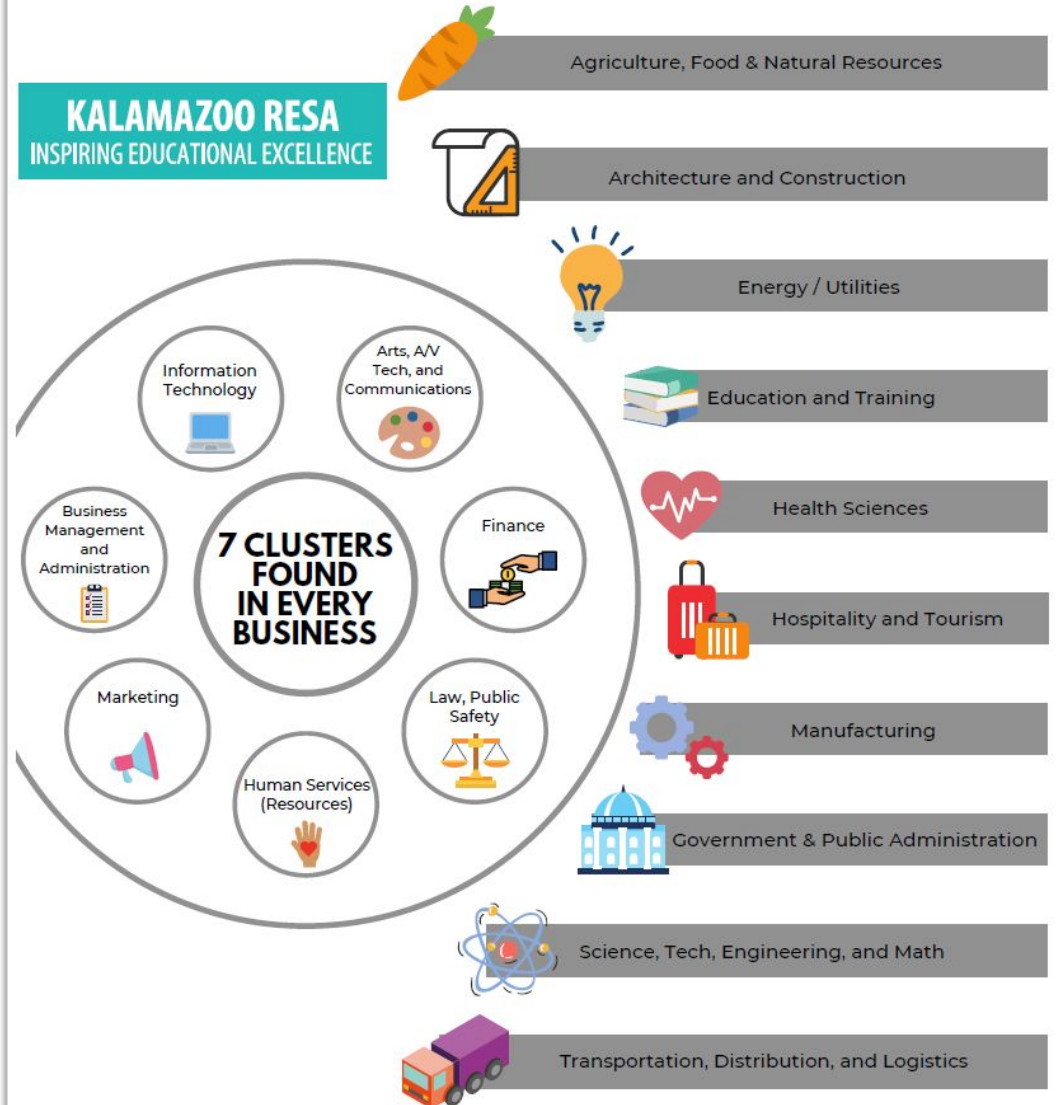 KALAMAZOO RESA
INSPIRING EDUCATIONAL EXCELLENCE
Agriculture, Food & Natural Resources
Architecture and Construction
Energy / Utilities
Education and Training
Health Sciences
Hospitality and Tourism
Manufacturing
Government & Public Administration
Science, Tech, Engineering, and Math
Transportation, Distribution, and Logistics
7 CLUSTERS
FOUND
IN EVERY
BUSINESS
Information
Technology
Arts, A/V
Tech, and
Communications
Finance
Law, Public
Safety
Human Services
(Resources)
Marketing
Business
Management
and
Administration